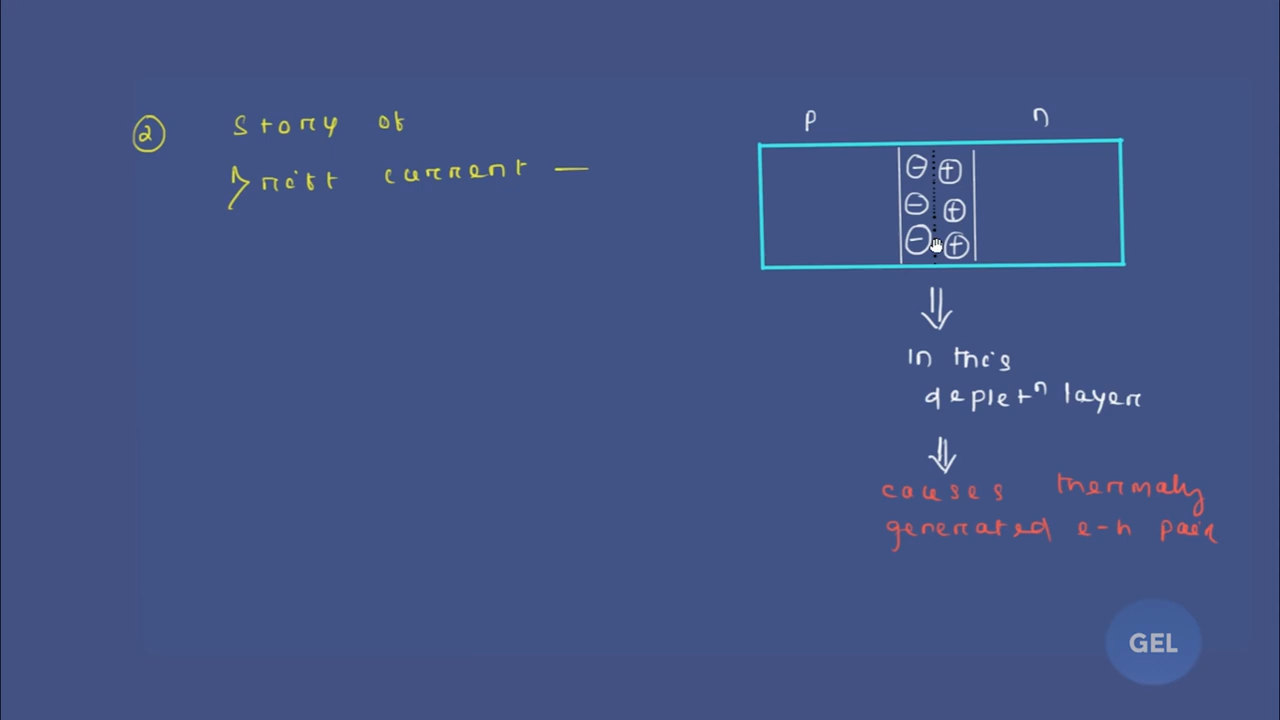 ② Story of
Drift current —
p n
⊖ ⊕
⊖ ⊕
⊖ ⊕
In this
depletⁿ layer
causes thermaly
generated e-h pair
GEL